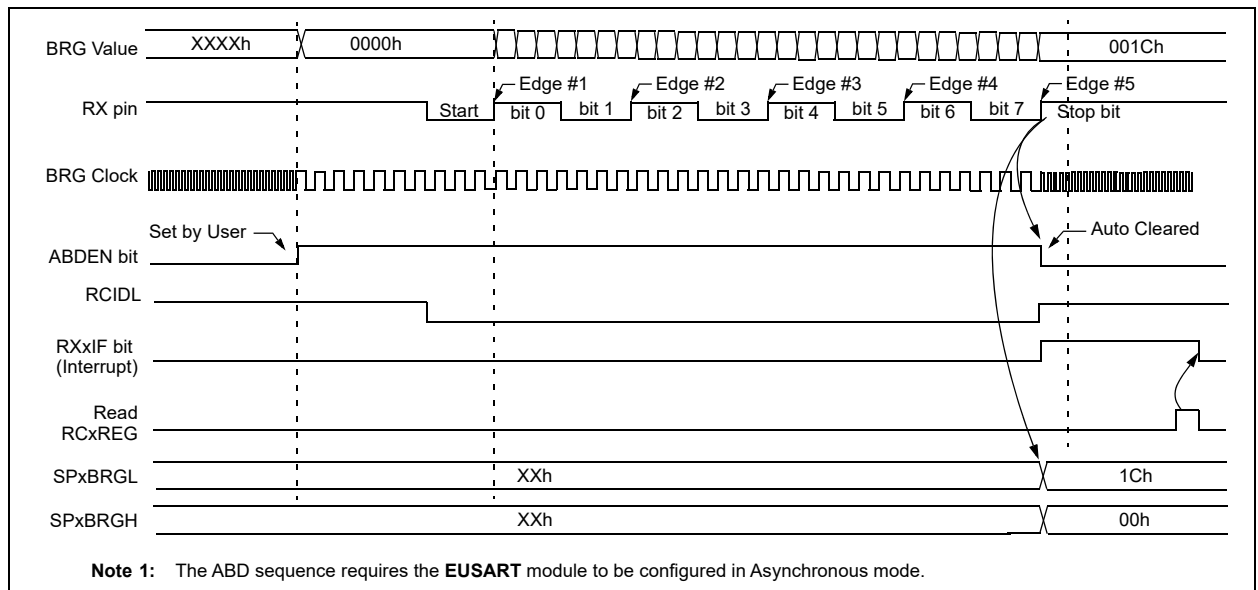 BRG Value XXXXh 0000h 001Ch
Edge #1 Edge #2 Edge #3 Edge #4 Edge #5
RX pin Start bit 0 bit 1 bit 2 bit 3 bit 4 bit 5 bit 6 bit 7 Stop bit
BRG Clock
Set by User Auto Cleared
ABDEN bit
RCIDL
RXxIF bit
(Interrupt)
Read
RCxREG
SPxBRGL XXh 1Ch
SPxBRGH XXh 00h
Note 1: The ABD sequence requires the EUSART module to be configured in Asynchronous mode.